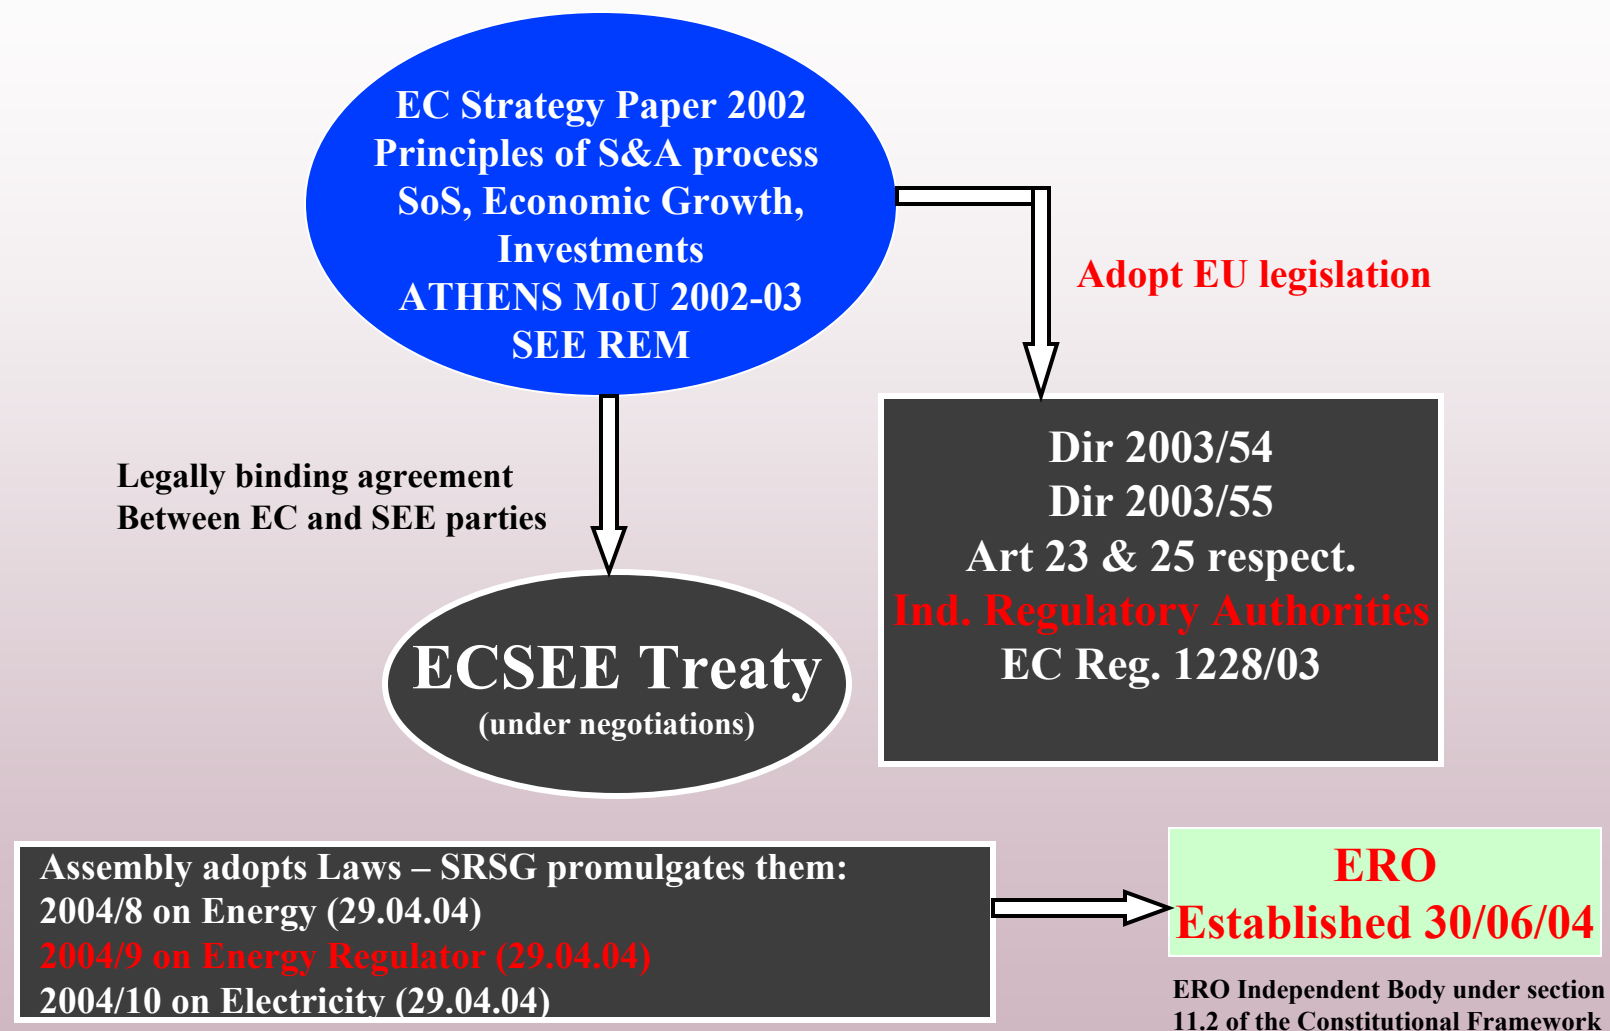 EC Strategy Paper 2002
Principles of S&A process
SoS, Economic Growth,
Investments
ATHENS MoU 2002-03
SEE REM
Adopt EU legislation
Legally binding agreement
Between EC and SEE parties
Dir 2003/54
Dir 2003/55
Art 23 & 25 respect.
Ind. Regulatory Authorities
EC Reg. 1228/03
ECSEE Treaty
(under negotiations)
Assembly adopts Laws – SRSG promulgates them:
2004/8 on Energy (29.04.04)
2004/9 on Energy Regulator (29.04.04)
2004/10 on Electricity (29.04.04)
ERO
Established 30/06/04
ERO Independent Body under section
11.2 of the Constitutional Framework